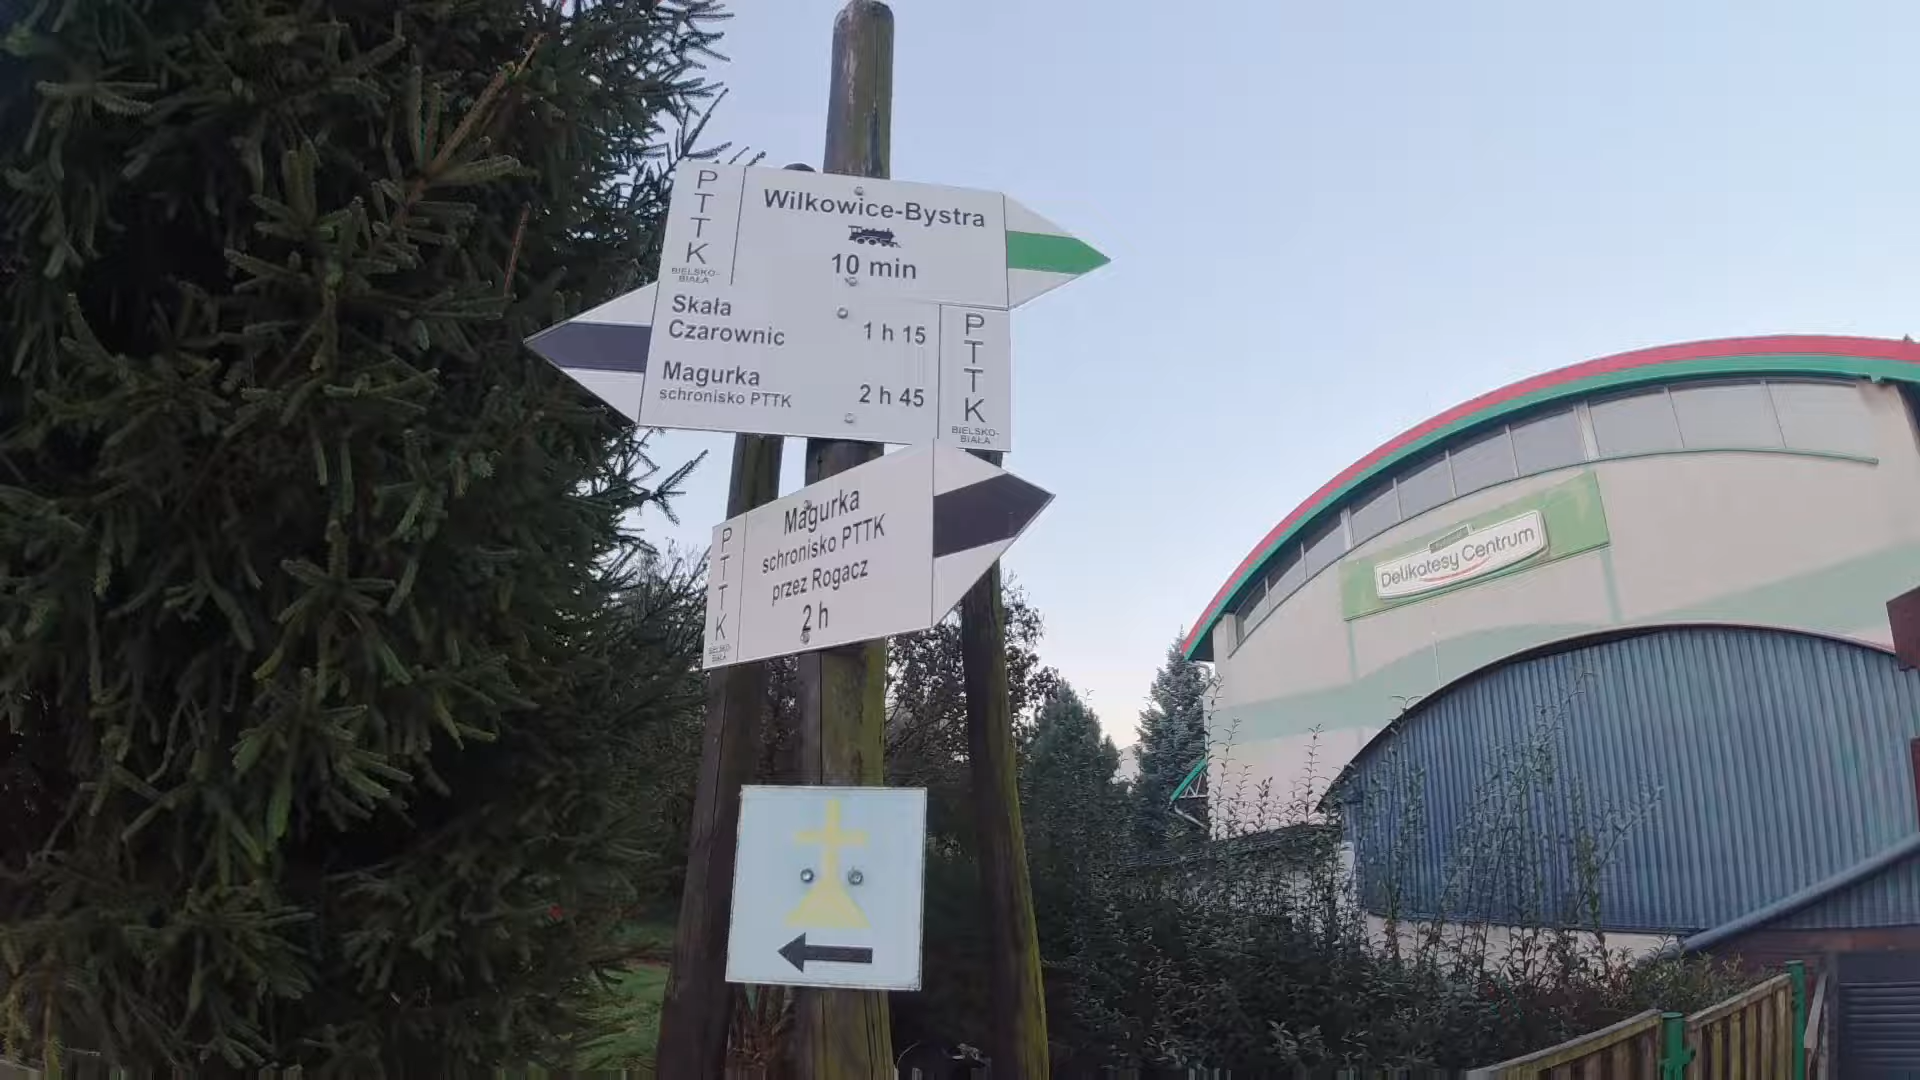 PTTK
BIELSKO-
BIAŁA
Wilkowice-Bystra
10 min
Skała
Czarownic
1 h 15
Magurka
schronisko PTTK
2 h 45
PTTK
BIELSKO-
BIAŁA
Magurka
schronisko PTTK
przez Rogacz
2 h
PTTK
BIELSKO-
BIAŁA
Delikatesy Centrum